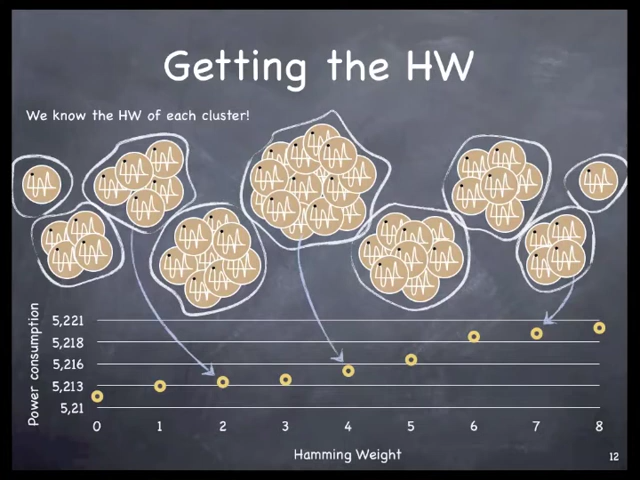 Getting the HW
We know the HW of each cluster!
Power consumption
5,221
5,218
5,216
5,213
5,21
0 1 2 3 4 5 6 7 8
Hamming Weight
12